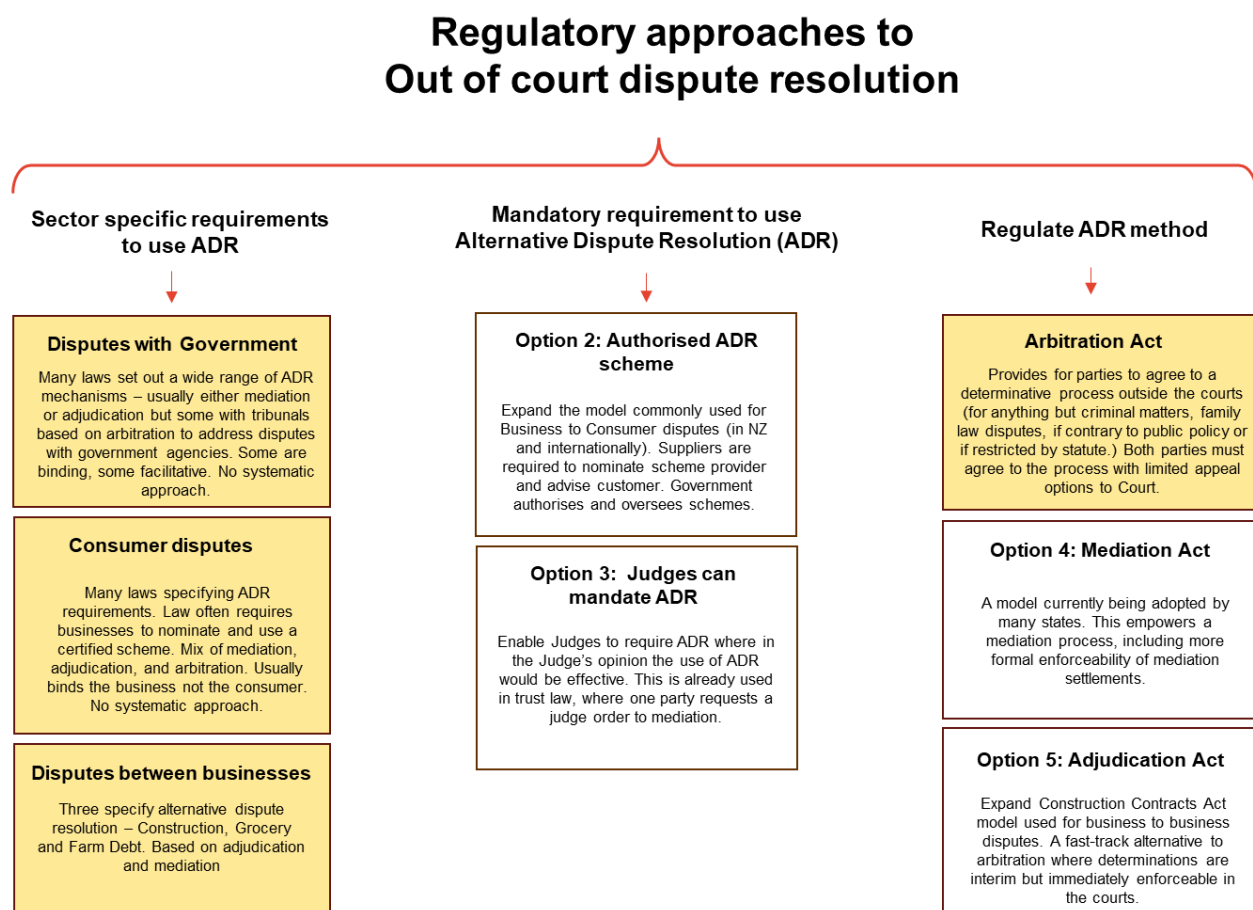 Regulatory approaches to
Out of court dispute resolution
Sector specific requirements
to use ADR
Disputes with Government
Many laws set out a wide range of ADR
mechanisms – usually either mediation
or adjudication but some with tribunals
based on arbitration to address disputes
with government agencies. Some are
binding, some facilitative. No systematic
approach.
Consumer disputes
Many laws specifying ADR
requirements. Law often requires
businesses to nominate and use a
certified scheme. Mix of mediation,
adjudication, and arbitration. Usually
binds the business not the consumer.
No systematic approach.
Disputes between businesses
Three specify alternative dispute
resolution – Construction, Grocery
and Farm Debt. Based on adjudication
and mediation
Mandatory requirement to use
Alternative Dispute Resolution (ADR)
Option 2: Authorised ADR
scheme
Expand the model commonly used for
Business to Consumer disputes (in NZ
and internationally). Suppliers are
required to nominate scheme provider
and advise customer. Government
authorises and oversees schemes.
Option 3: Judges can
mandate ADR
Enable Judges to require ADR where in
the Judge's opinion the use of ADR
would be effective. This is already used
in trust law, where one party requests a
judge order to mediation.
Regulate ADR method
Arbitration Act
Provides for parties to agree to a
determinative process outside the courts
(for anything but criminal matters, family
law disputes, if contrary to public policy or
if restricted by statute.) Both parties must
agree to the process with limited appeal
options to Court.
Option 4: Mediation Act
A model currently being adopted by
many states. This empowers a
mediation process, including more
formal enforceability of mediation
settlements.
Option 5: Adjudication Act
Expand Construction Contracts Act
model used for business to business
disputes. A fast-track alternative to
arbitration where determinations are
interim but immediately enforceable in
the courts.